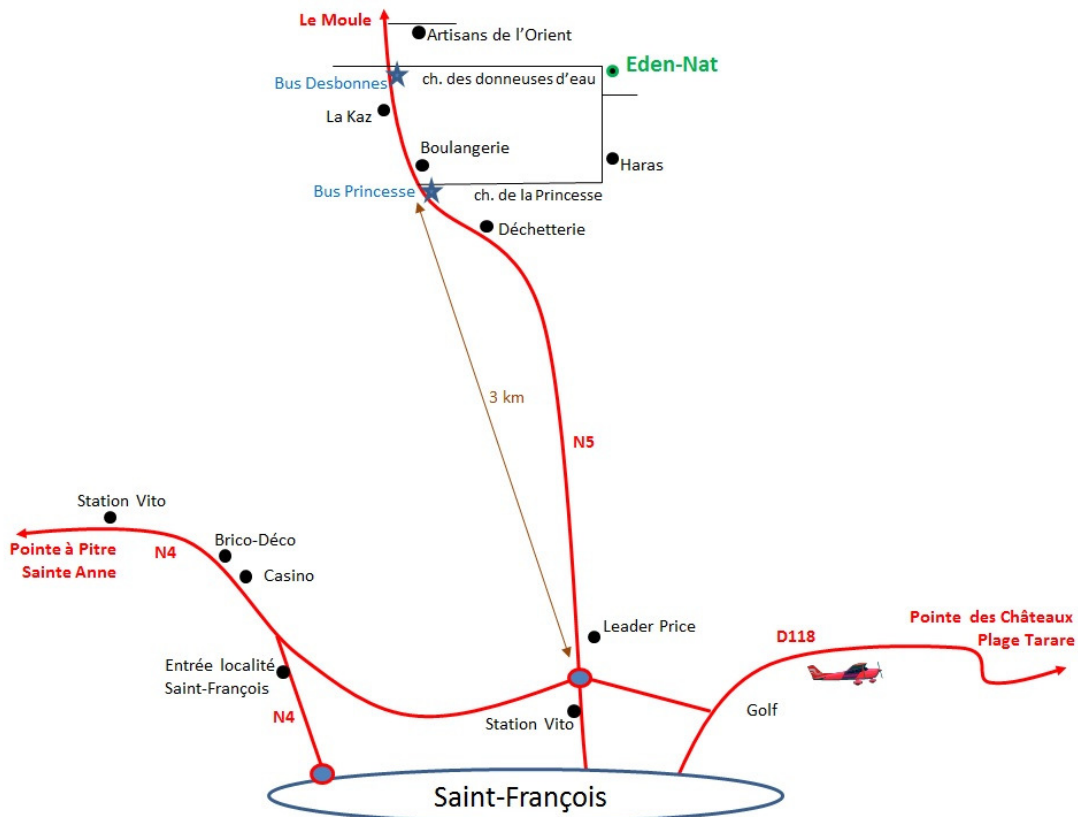 Le Moule
Artisans de l'Orient
Eden-Nat
Bus Desbonnes
ch. des donneuses d'eau
La Kaz
Boulangerie
Haras
Bus Princesse
ch. de la Princesse
Déchetterie
3 km
N5
Station Vito
Pointe à Pitre
Sainte Anne
N4
Brico-Déco
Casino
Leader Price
Pointe des Châteaux
Plage Tarare
D118
Entrée localité
Saint-François
N4
Station Vito
Golf
Saint-François